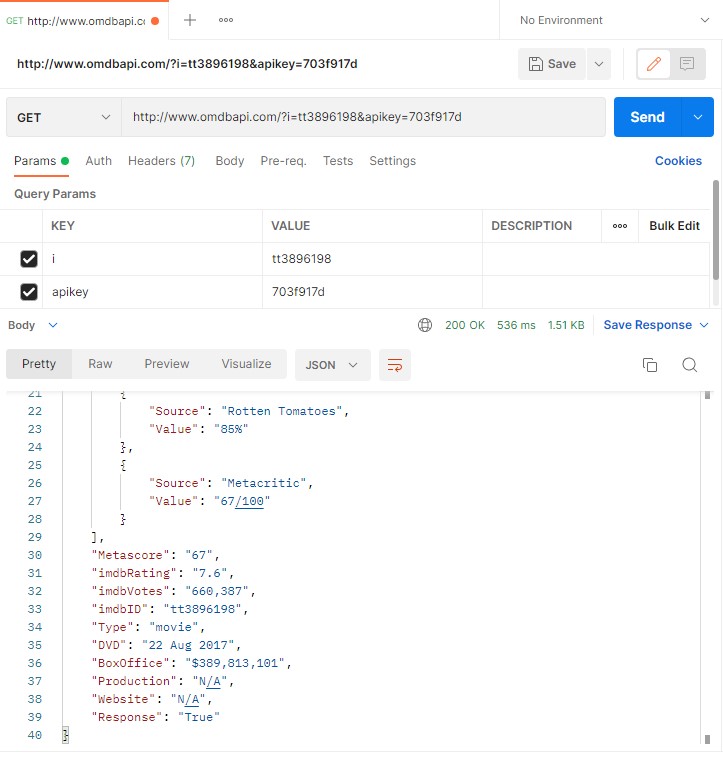 GET http://www.omdbapi.cc + ooo No Environment
http://www.omdbapi.com/?i=tt3896198&apikey=703f917d Save
GET http://www.omdbapi.com/?i=tt3896198&apikey=703f917d Send
Params Auth Headers (7) Body Pre-req. Tests Settings Cookies
Query Params
KEY VALUE DESCRIPTION ooo Bulk Edit
i tt3896198
apikey 703f917d
Body 200 OK 536 ms 1.51 KB Save Response
Pretty Raw Preview Visualize JSON
21 {
22 "Source": "Rotten Tomatoes",
23 "Value": "85%"
24 },
25 {
26 "Source": "Metacritic",
27 "Value": "67/100"
28 }
29 ],
30 "Metascore": "67",
31 "imdbRating": "7.6",
32 "imdbVotes": "660,387",
33 "imdbID": "tt3896198",
34 "Type": "movie",
35 "DVD": "22 Aug 2017",
36 "BoxOffice": "$389,813,101",
37 "Production": "N/A",
38 "Website": "N/A",
39 "Response": "True"
40 }